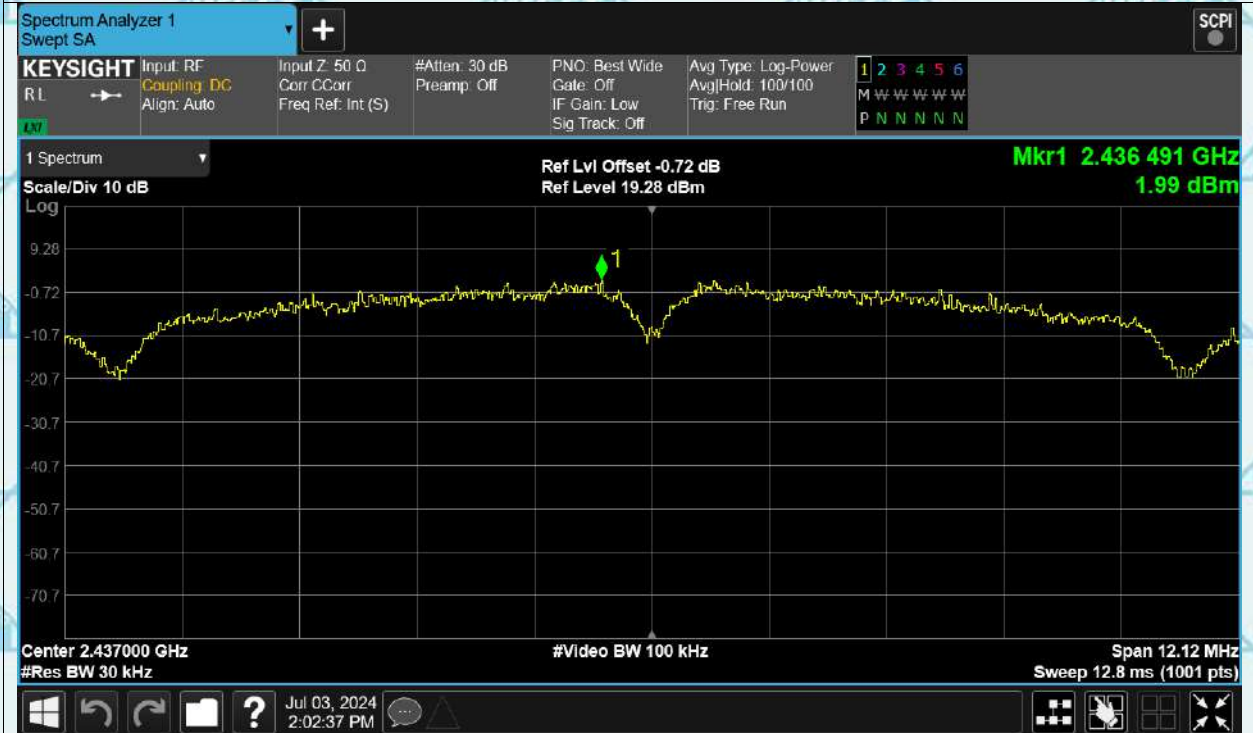 Spectrum Analyzer 1
Swept SA
+
SCPI
KEYSIGHT
RL
LXI
Input: RF
Coupling: DC
Align: Auto
Input Z: 50 Ω
Corr CCorr
Freq Ref: Int (S)
#Atten: 30 dB
Preamp: Off
PNO: Best Wide
Gate: Off
IF Gain: Low
Sig Track: Off
Avg Type: Log-Power
Avg|Hold: 100/100
Trig: Free Run
1 2 3 4 5 6
M W W W W W
P N N N N N
1 Spectrum
Scale/Div 10 dB
Log
Ref Lvl Offset -0.72 dB
Ref Level 19.28 dBm
Mkr1 2.436 491 GHz
1.99 dBm
1
9.28
-0.72
-10.7
-20.7
-30.7
-40.7
-50.7
-60.7
-70.7
Center 2.437000 GHz
#Res BW 30 kHz
#Video BW 100 kHz
Span 12.12 MHz
Sweep 12.8 ms (1001 pts)
?
Jul 03, 2024
2:02:37 PM